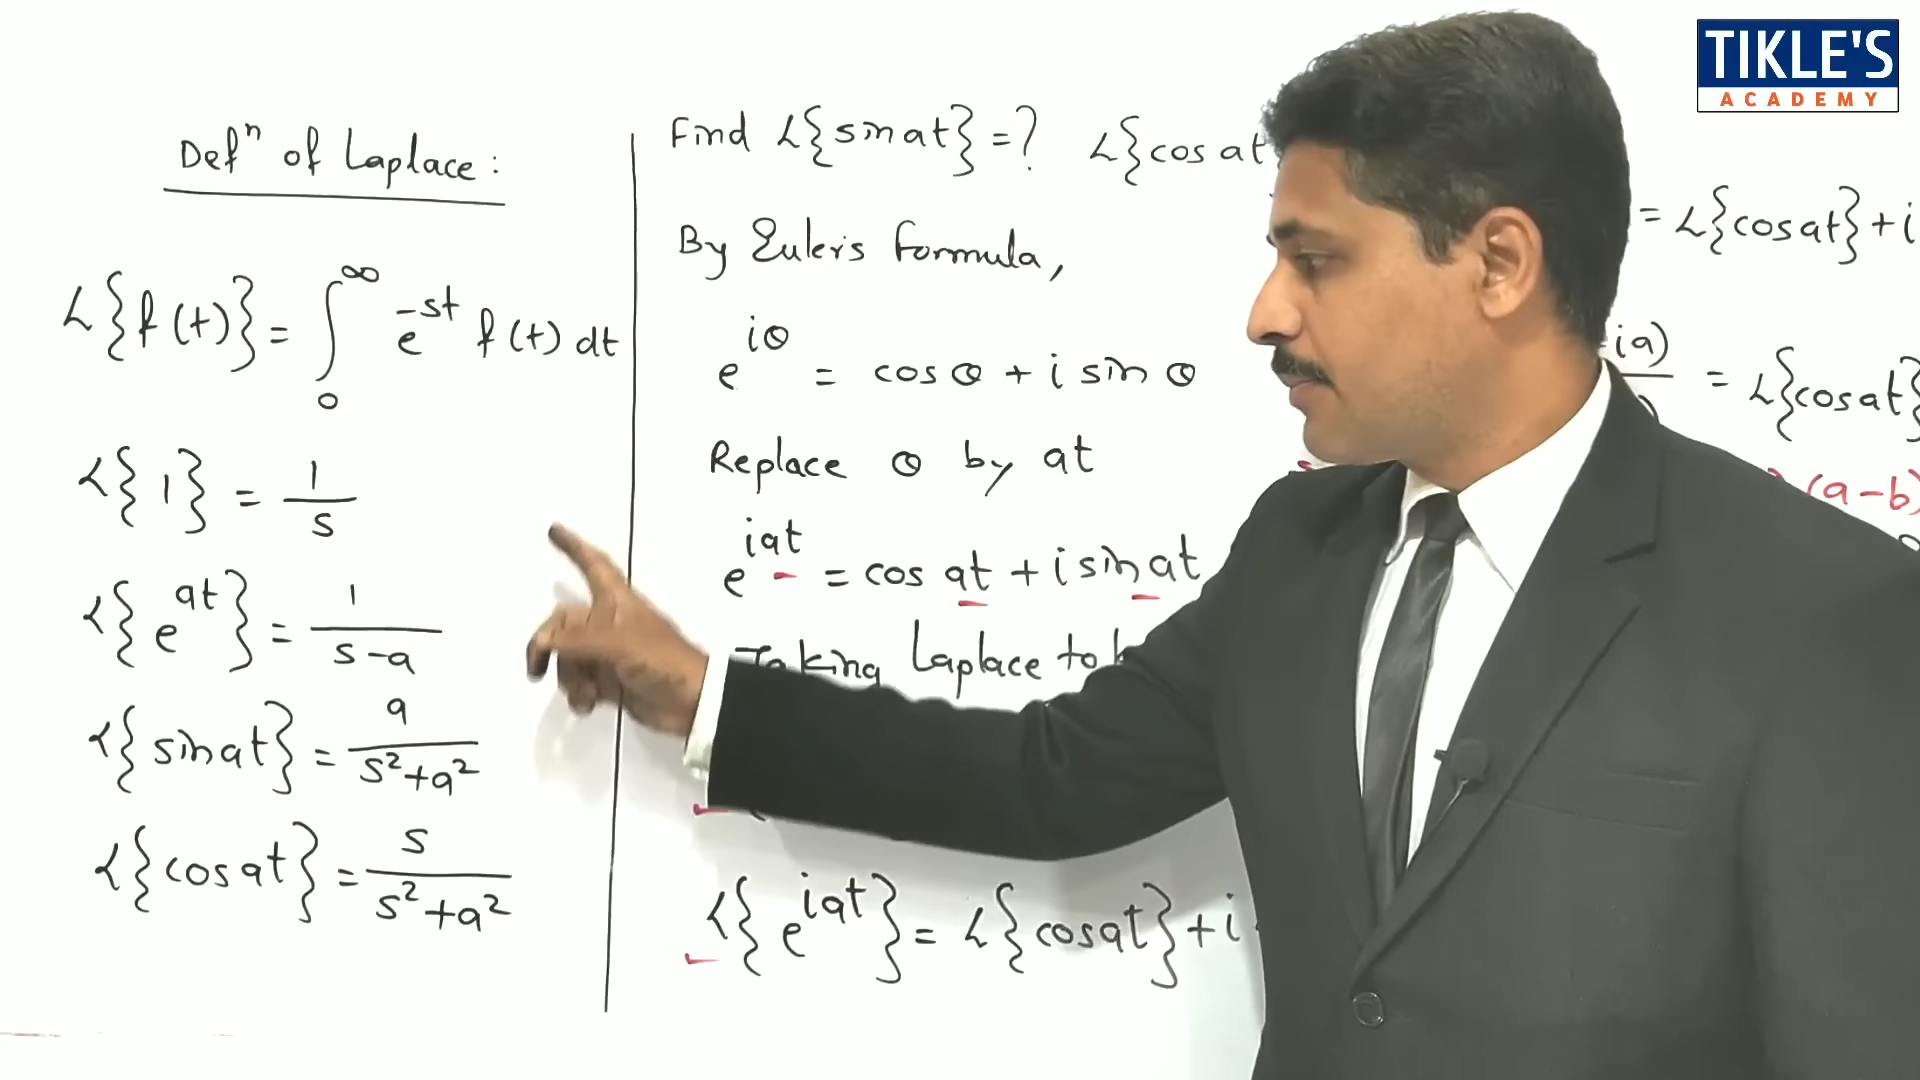 TIKLE'S
ACADEMY
Defⁿ of Laplace :
L{f(t)} = ∫₀^∞ e^-st f(t) dt
L{1} = 1/s
L{e^at} = 1/(s-a)
L{sin at} = a/(s²+a²)
L{cos at} = s/(s²+a²)
Find L{sin at} = ? L{cos at
By Euler's Formula,
e^iθ = cos θ + i sin θ
Replace θ by at
e^iat = cos at + i sin at
Taking Laplace to
L{e^iat} = L{cos at} + i
= L{cos at} + i
ia) = L{cos at}
(a-b)